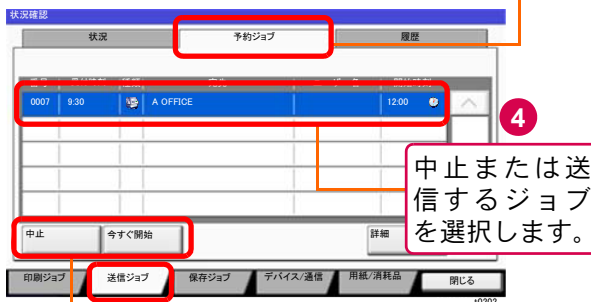 状況確認
状況 予約ジョブ 履歴
0007 9:30 A OFFICE 12:00
4
中止または送
信するジョブ
を選択します。
中止 今すぐ開始 詳細
印刷ジョブ 送信ジョブ 保存ジョブ デバイス/通信 用紙/消耗品 閉じる